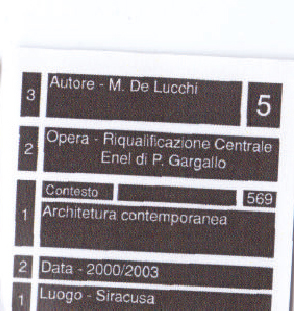 3 Autore - M. De Lucchi 5
2 Opera - Riqualificazione Centrale
Enel di P. Gargallo
Contesto 569
1 Architetura contemporanea
2 Data - 2000/2003
1 Luogo - Siracusa